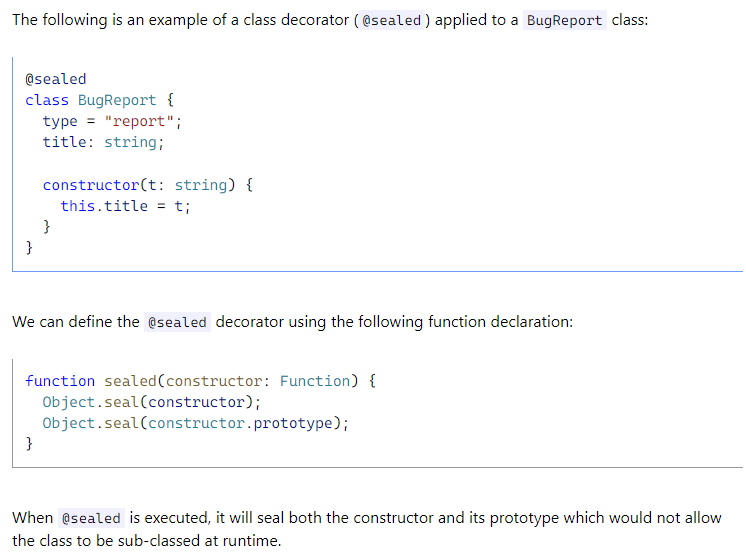 The following is an example of a class decorator (@sealed) applied to a BugReport class:
@sealed
class BugReport {
  type = "report";
  title: string;

  constructor(t: string) {
    this.title = t;
  }
}
We can define the @sealed decorator using the following function declaration:
function sealed(constructor: Function) {
  Object.seal(constructor);
  Object.seal(constructor.prototype);
}
When @sealed is executed, it will seal both the constructor and its prototype which would not allow
the class to be sub-classed at runtime.